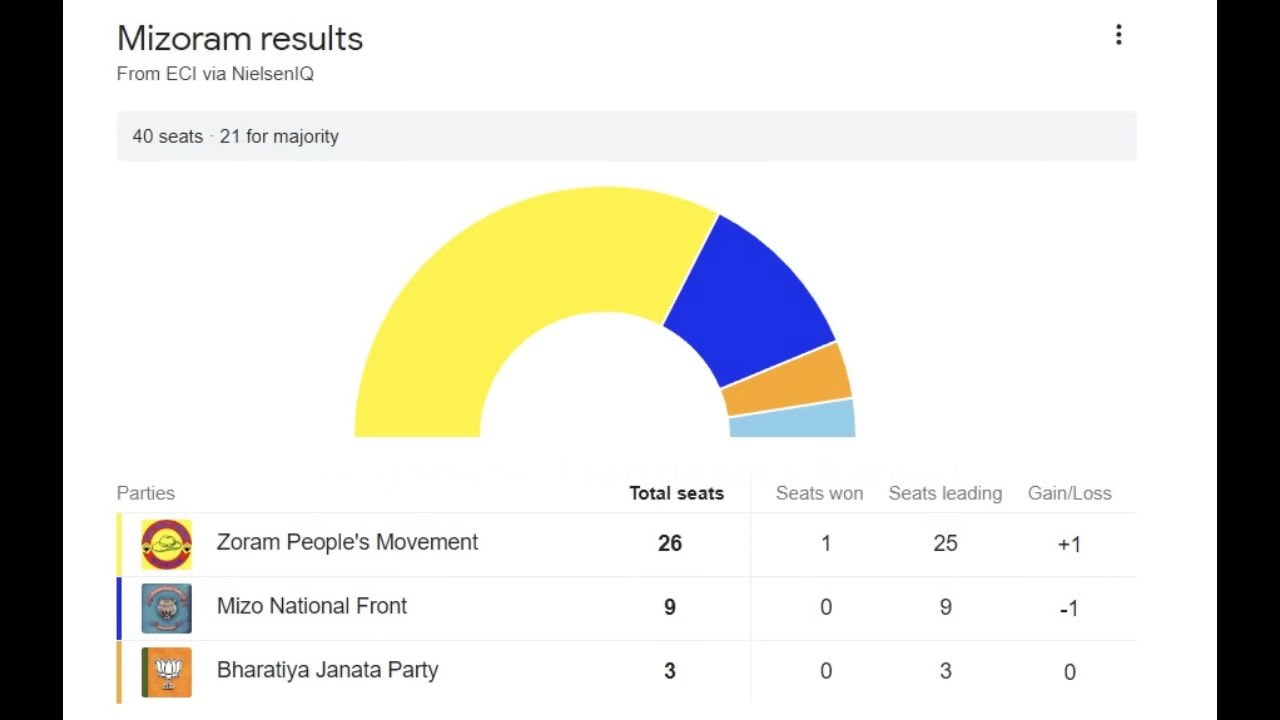 Mizoram results
From ECI via NielsenIQ
40 seats · 21 for majority
Parties Total seats Seats won Seats leading Gain/Loss
Zoram People's Movement 26 1 25 +1
Mizo National Front 9 0 9 -1
Bharatiya Janata Party 3 0 3 0